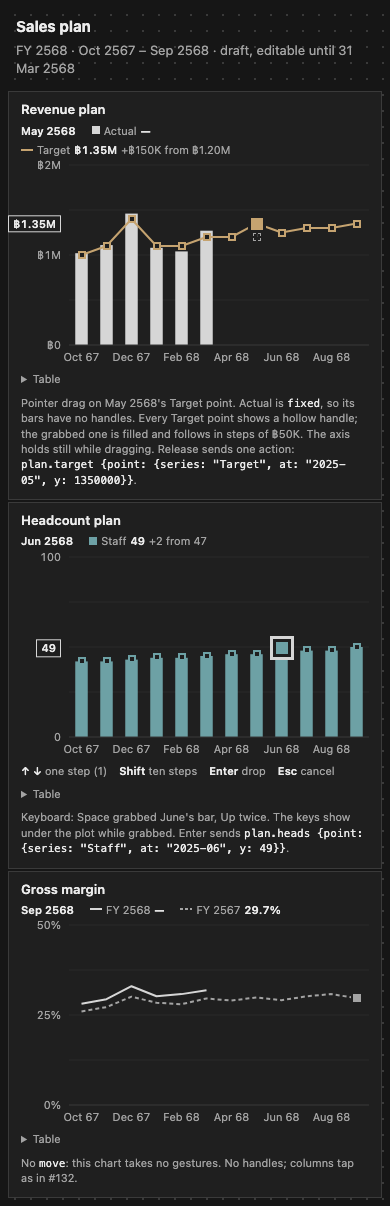 Sales plan
FY 2568 · Oct 2567 – Sep 2568 · draft, editable until 31
Mar 2568
Revenue plan
May 2568 Actual —
Target ฿1.35M +฿150K from ฿1.20M
฿2M
฿1.35M
฿1M
฿0
Oct 67 Dec 67 Feb 68 Apr 68 Jun 68 Aug 68
Table
Pointer drag on May 2568's Target point. Actual is fixed, so its
bars have no handles. Every Target point shows a hollow handle;
the grabbed one is filled and follows in steps of ฿50K. The axis
holds still while dragging. Release sends one action:
plan.target {point: {series: "Target", at: "2025-
05", y: 1350000}}.
Headcount plan
Jun 2568 Staff 49 +2 from 47
100
49
0
Oct 67 Dec 67 Feb 68 Apr 68 Jun 68 Aug 68
↑ ↓ one step (1) Shift ten steps Enter drop Esc cancel
Table
Keyboard: Space grabbed June's bar, Up twice. The keys show
under the plot while grabbed. Enter sends plan.heads {point:
{series: "Staff", at: "2025-06", y: 49}}.
Gross margin
Sep 2568 FY 2568 — FY 2567 29.7%
50%
25%
0%
Oct 67 Dec 67 Feb 68 Apr 68 Jun 68 Aug 68
Table
No move: this chart takes no gestures. No handles; columns tap
as in #132.